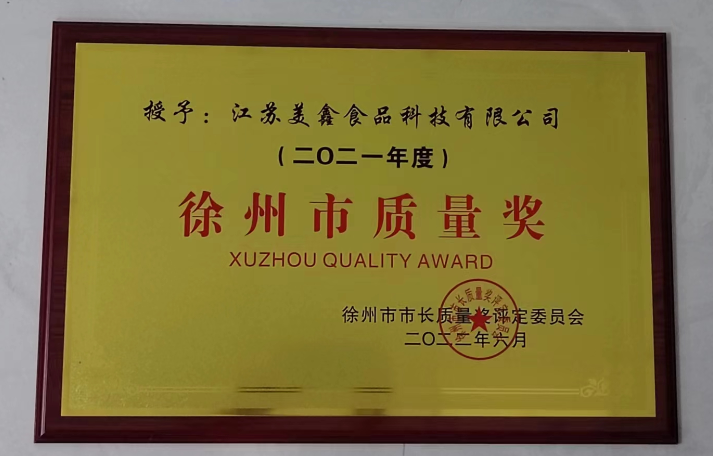 授予：江苏美鑫食品科技有限公司
（二〇二一年度）
徐州市质量奖
XUZHOU QUALITY AWARD
徐州市市长质量奖评定委员会
二〇二二年六月